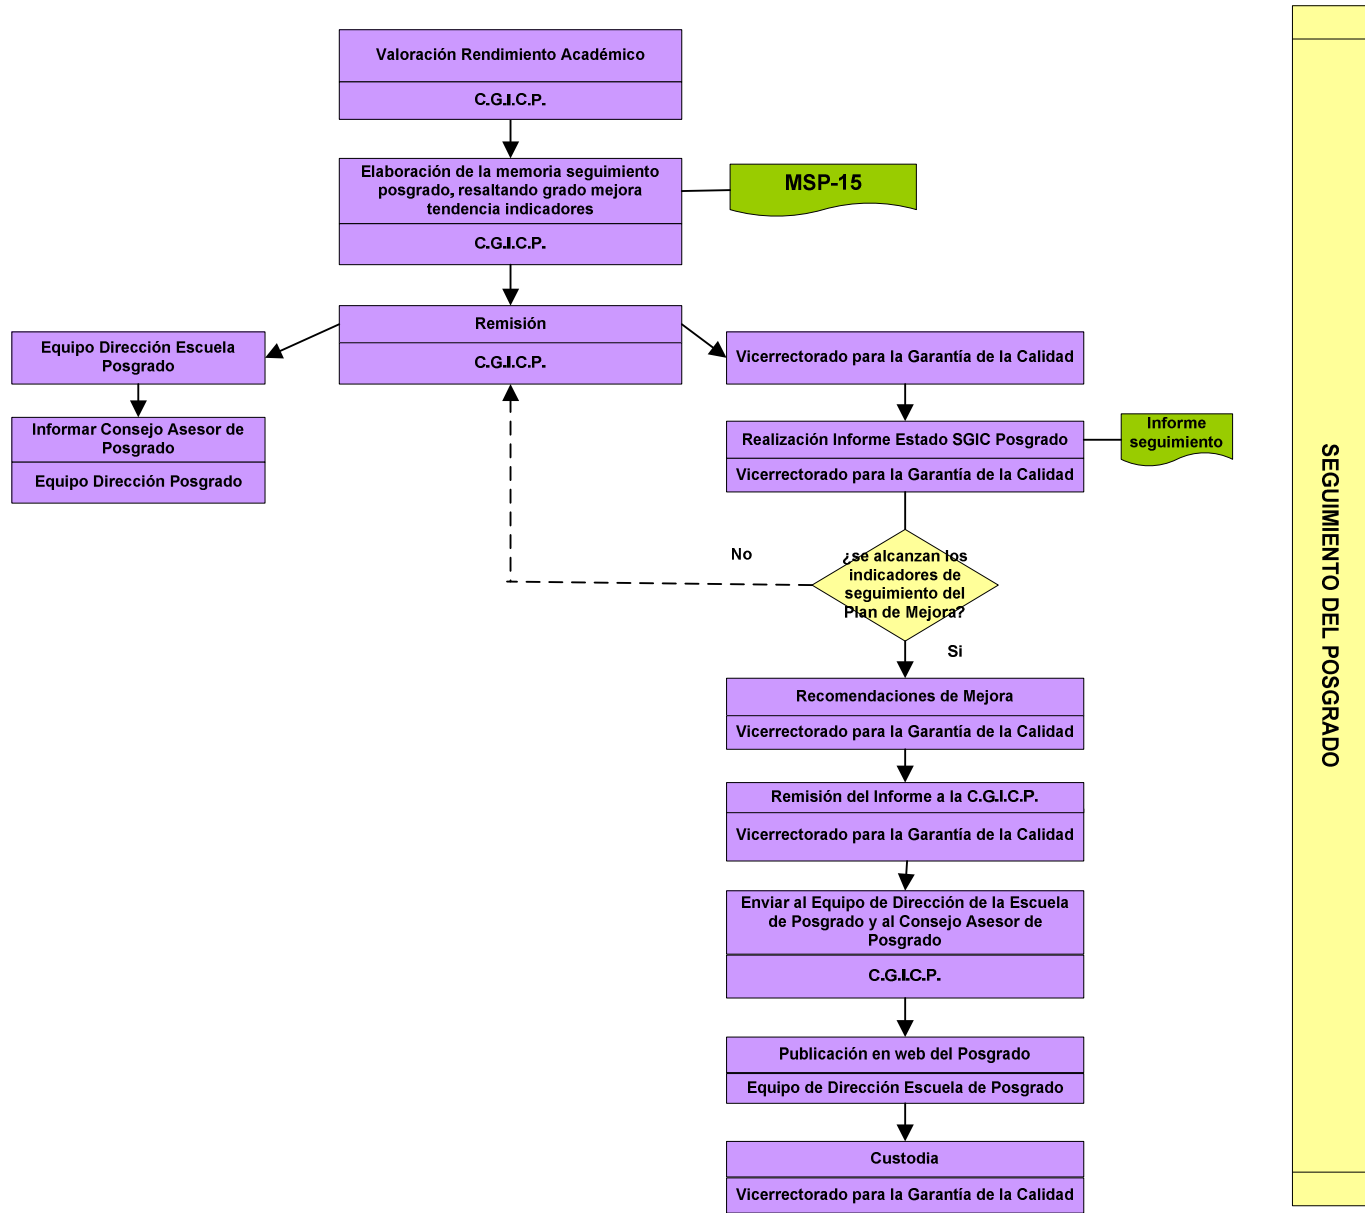 Valoración Rendimiento Académico
C.G.I.C.P.
Elaboración de la memoria seguimiento
posgrado, resaltando grado mejora
tendencia indicadores
C.G.I.C.P.
MSP-15
Remisión
C.G.I.C.P.
Equipo Dirección Escuela
Posgrado
Informar Consejo Asesor de
Posgrado
Equipo Dirección Posgrado
Vicerrectorado para la Garantía de la Calidad
Realización Informe Estado SGIC Posgrado
Vicerrectorado para la Garantía de la Calidad
Informe
seguimiento
No
¿se alcanzan los
indicadores de
seguimiento del
Plan de Mejora?
Si
Recomendaciones de Mejora
Vicerrectorado para la Garantía de la Calidad
Remisión del Informe a la C.G.I.C.P.
Vicerrectorado para la Garantía de la Calidad
Enviar al Equipo de Dirección de la Escuela
de Posgrado y al Consejo Asesor de
Posgrado
C.G.I.C.P.
Publicación en web del Posgrado
Equipo de Dirección Escuela de Posgrado
Custodia
Vicerrectorado para la Garantía de la Calidad
SEGUIMIENTO DEL POSGRADO